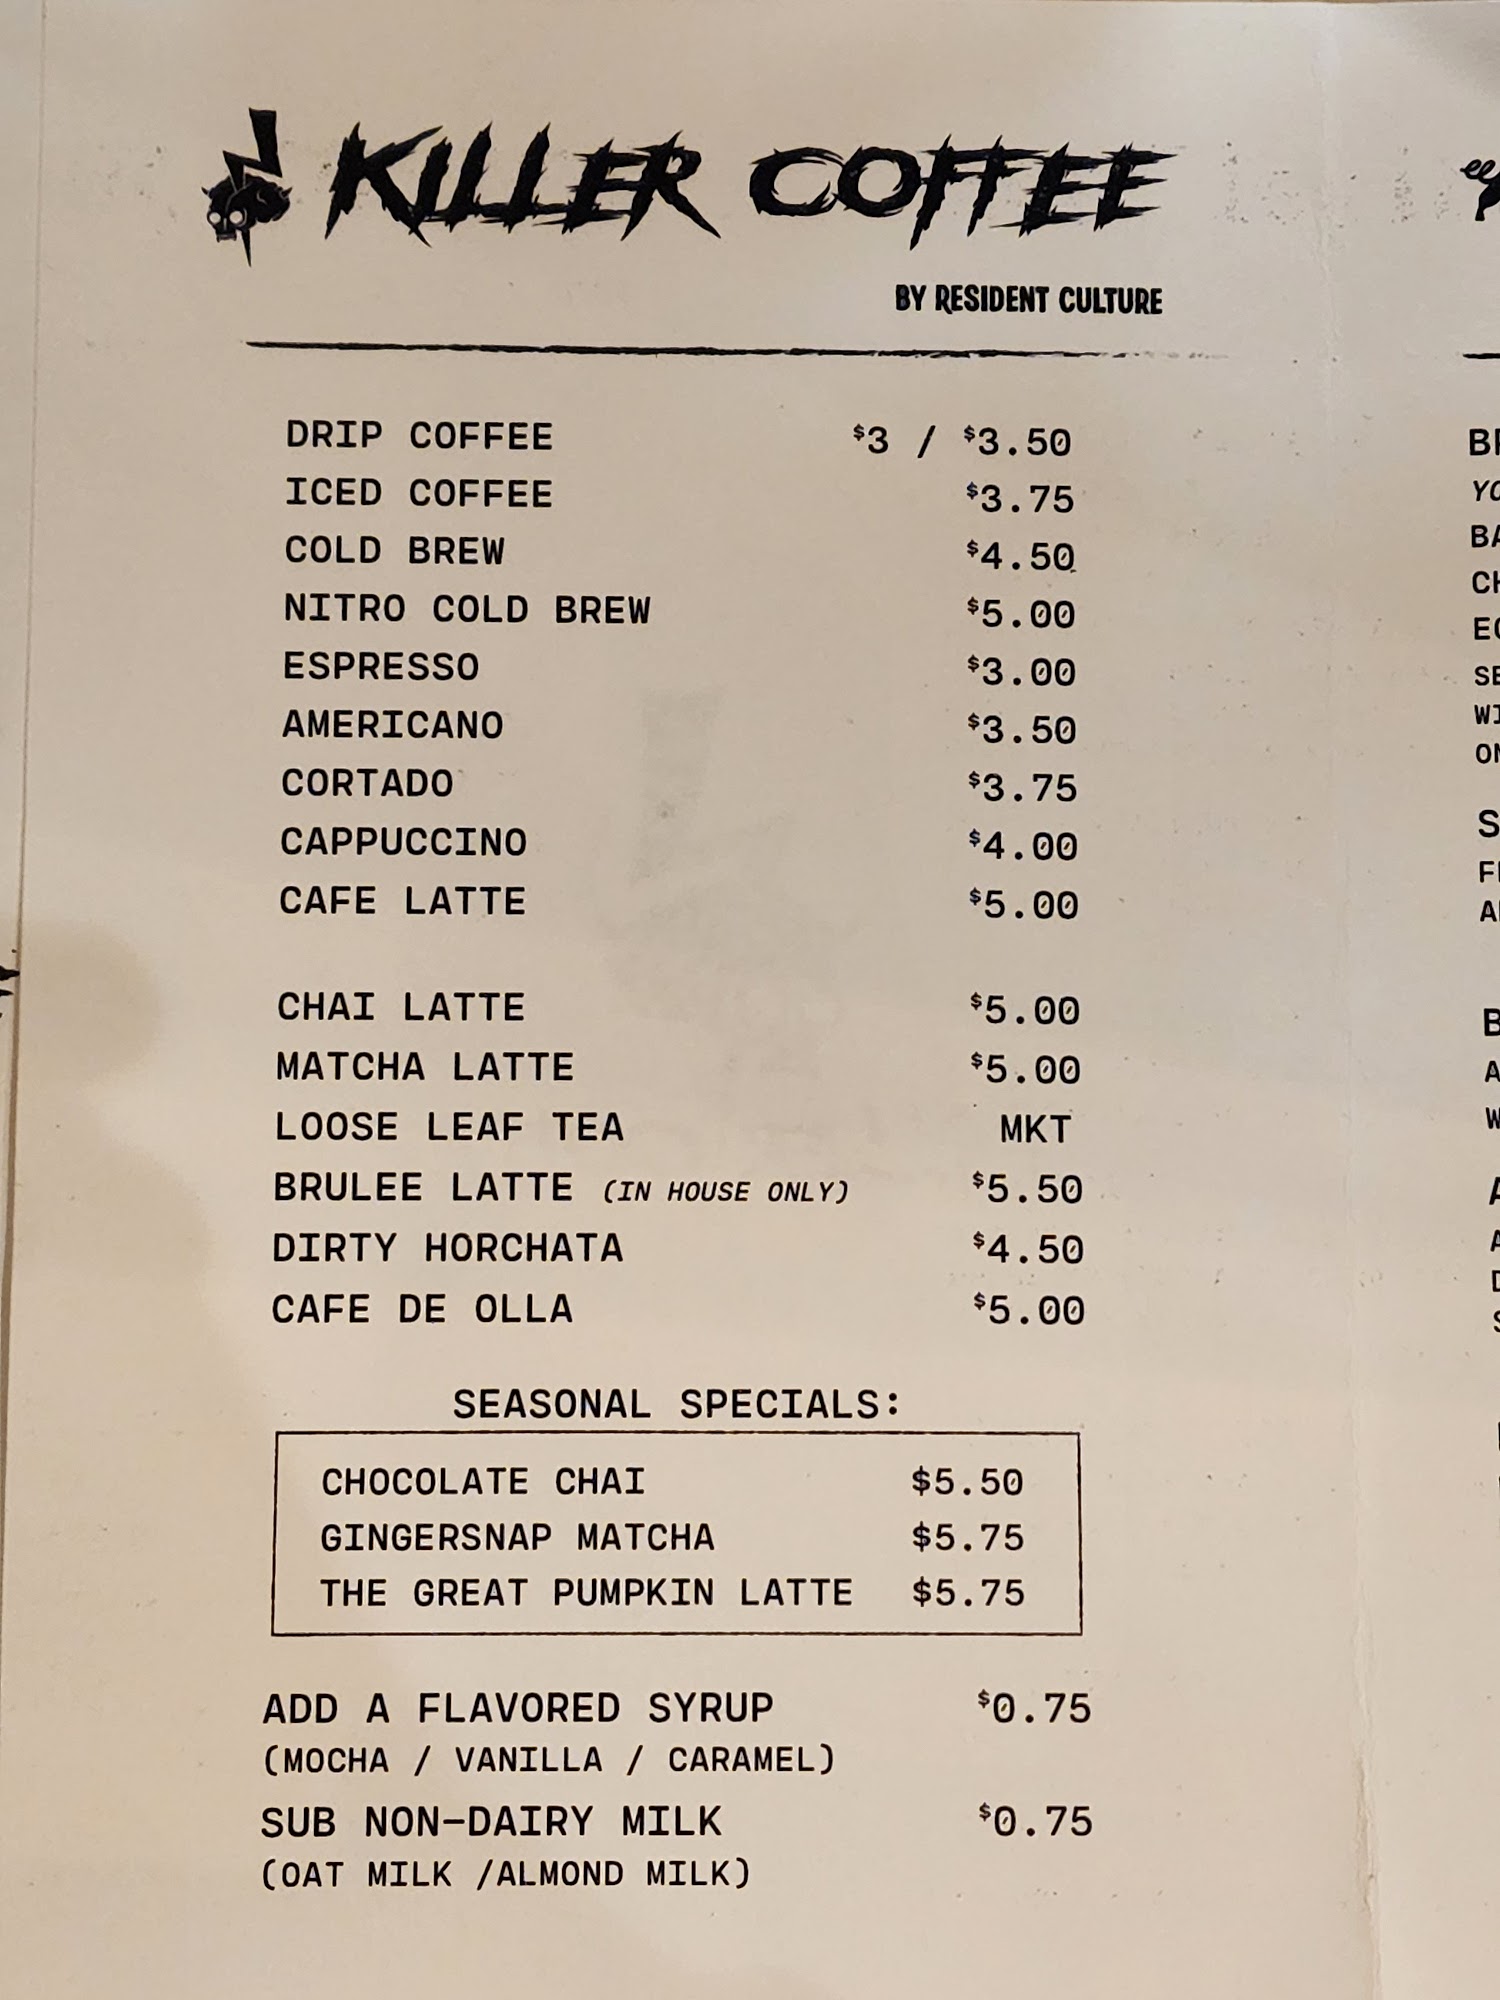 KILLER COFFEE
BY RESIDENT CULTURE
DRIP COFFEE $3 / $3.50
ICED COFFEE $3.75
COLD BREW $4.50
NITRO COLD BREW $5.00
ESPRESSO $3.00
AMERICANO $3.50
CORTADO $3.75
CAPPUCCINO $4.00
CAFE LATTE $5.00
CHAI LATTE $5.00
MATCHA LATTE $5.00
LOOSE LEAF TEA MKT
BRULEE LATTE (IN HOUSE ONLY) $5.50
DIRTY HORCHATA $4.50
CAFE DE OLLA $5.00
SEASONAL SPECIALS:
CHOCOLATE CHAI $5.50
GINGERSNAP MATCHA $5.75
THE GREAT PUMPKIN LATTE $5.75
ADD A FLAVORED SYRUP $0.75
(MOCHA / VANILLA / CARAMEL)
SUB NON-DAIRY MILK $0.75
(OAT MILK /ALMOND MILK)